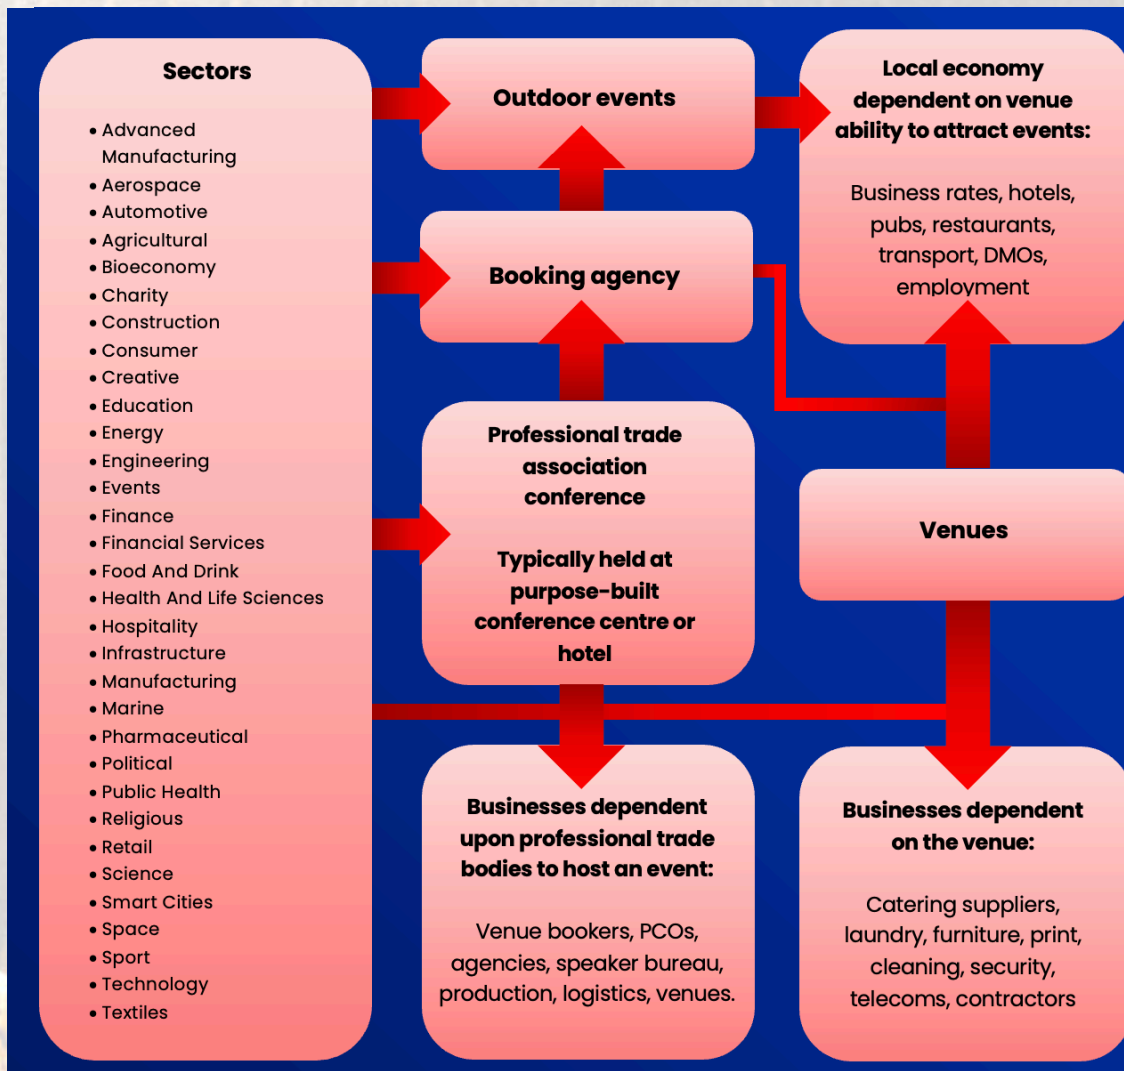 Sectors
• Advanced
Manufacturing
• Aerospace
• Automotive
• Agricultural
• Bioeconomy
• Charity
• Construction
• Consumer
• Creative
• Education
• Energy
• Engineering
• Events
• Finance
• Financial Services
• Food And Drink
• Health And Life Sciences
• Hospitality
• Infrastructure
• Manufacturing
• Marine
• Pharmaceutical
• Political
• Public Health
• Religious
• Retail
• Science
• Smart Cities
• Space
• Sport
• Technology
• Textiles
Outdoor events
Booking agency
Professional trade
association
conference
Typically held at
purpose-built
conference centre or
hotel
Businesses dependent
upon professional trade
bodies to host an event:
Venue bookers, PCOs,
agencies, speaker bureau,
production, logistics, venues.
Local economy
dependent on venue
ability to attract events:
Business rates, hotels,
pubs, restaurants,
transport, DMOs,
employment
Venues
Businesses dependent
on the venue:
Catering suppliers,
laundry, furniture, print,
cleaning, security,
telecoms, contractors